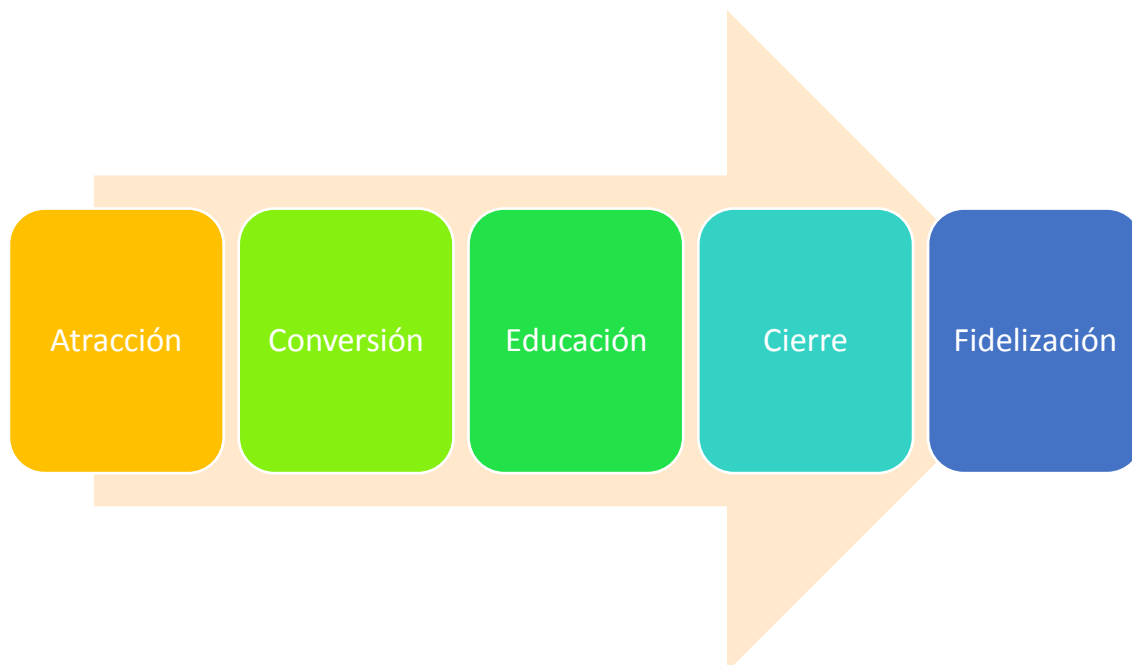 Atracción
Conversión
Educación
Cierre
Fidelización